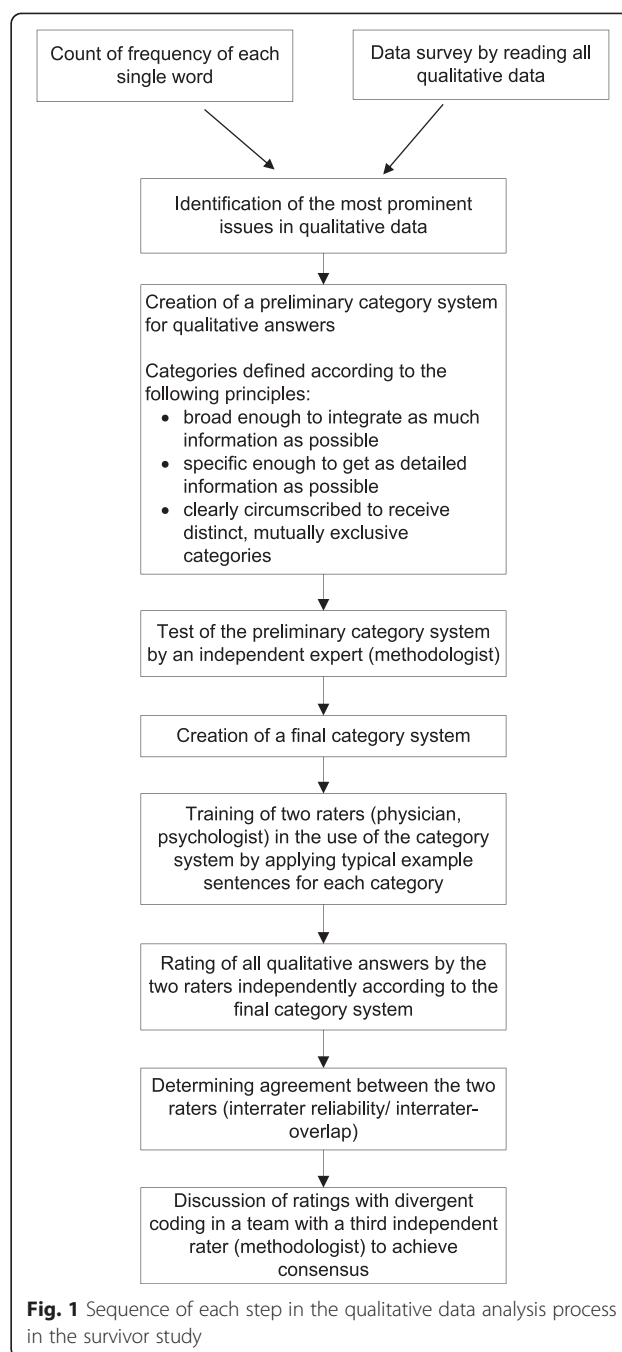 Count of frequency of each
single word
Data survey by reading all
qualitative data
Identification of the most prominent
issues in qualitative data
Creation of a preliminary category system
for qualitative answers
Categories defined according to the
following principles:
• broad enough to integrate as much
information as possible
• specific enough to get as detailed
information as possible
• clearly circumscribed to receive
distinct, mutually exclusive
categories
Test of the preliminary category system
by an independent expert (methodologist)
Creation of a final category system
Training of two raters (physician,
psychologist) in the use of the category
system by applying typical example
sentences for each category
Rating of all qualitative answers by the
two raters independently according to the
final category system
Determining agreement between the two
raters (interrater reliability/ interrater-
overlap)
Discussion of ratings with divergent
coding in a team with a third independent
rater (methodologist) to achieve
consensus
Fig. 1 Sequence of each step in the qualitative data analysis process
in the survivor study